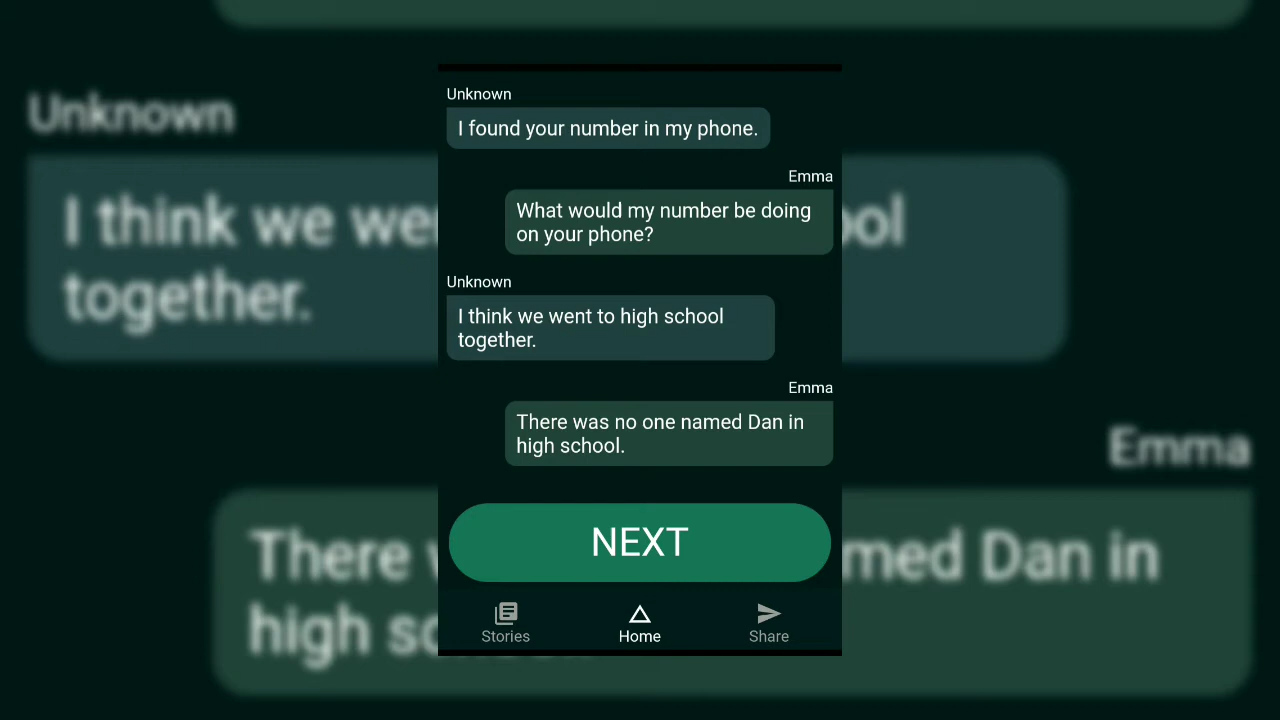 Unknown
I found your number in my phone.
Emma
What would my number be doing
on your phone?
Unknown
I think we went to high school
together.
Emma
There was no one named Dan in
high school.
NEXT
Stories
Home
Share